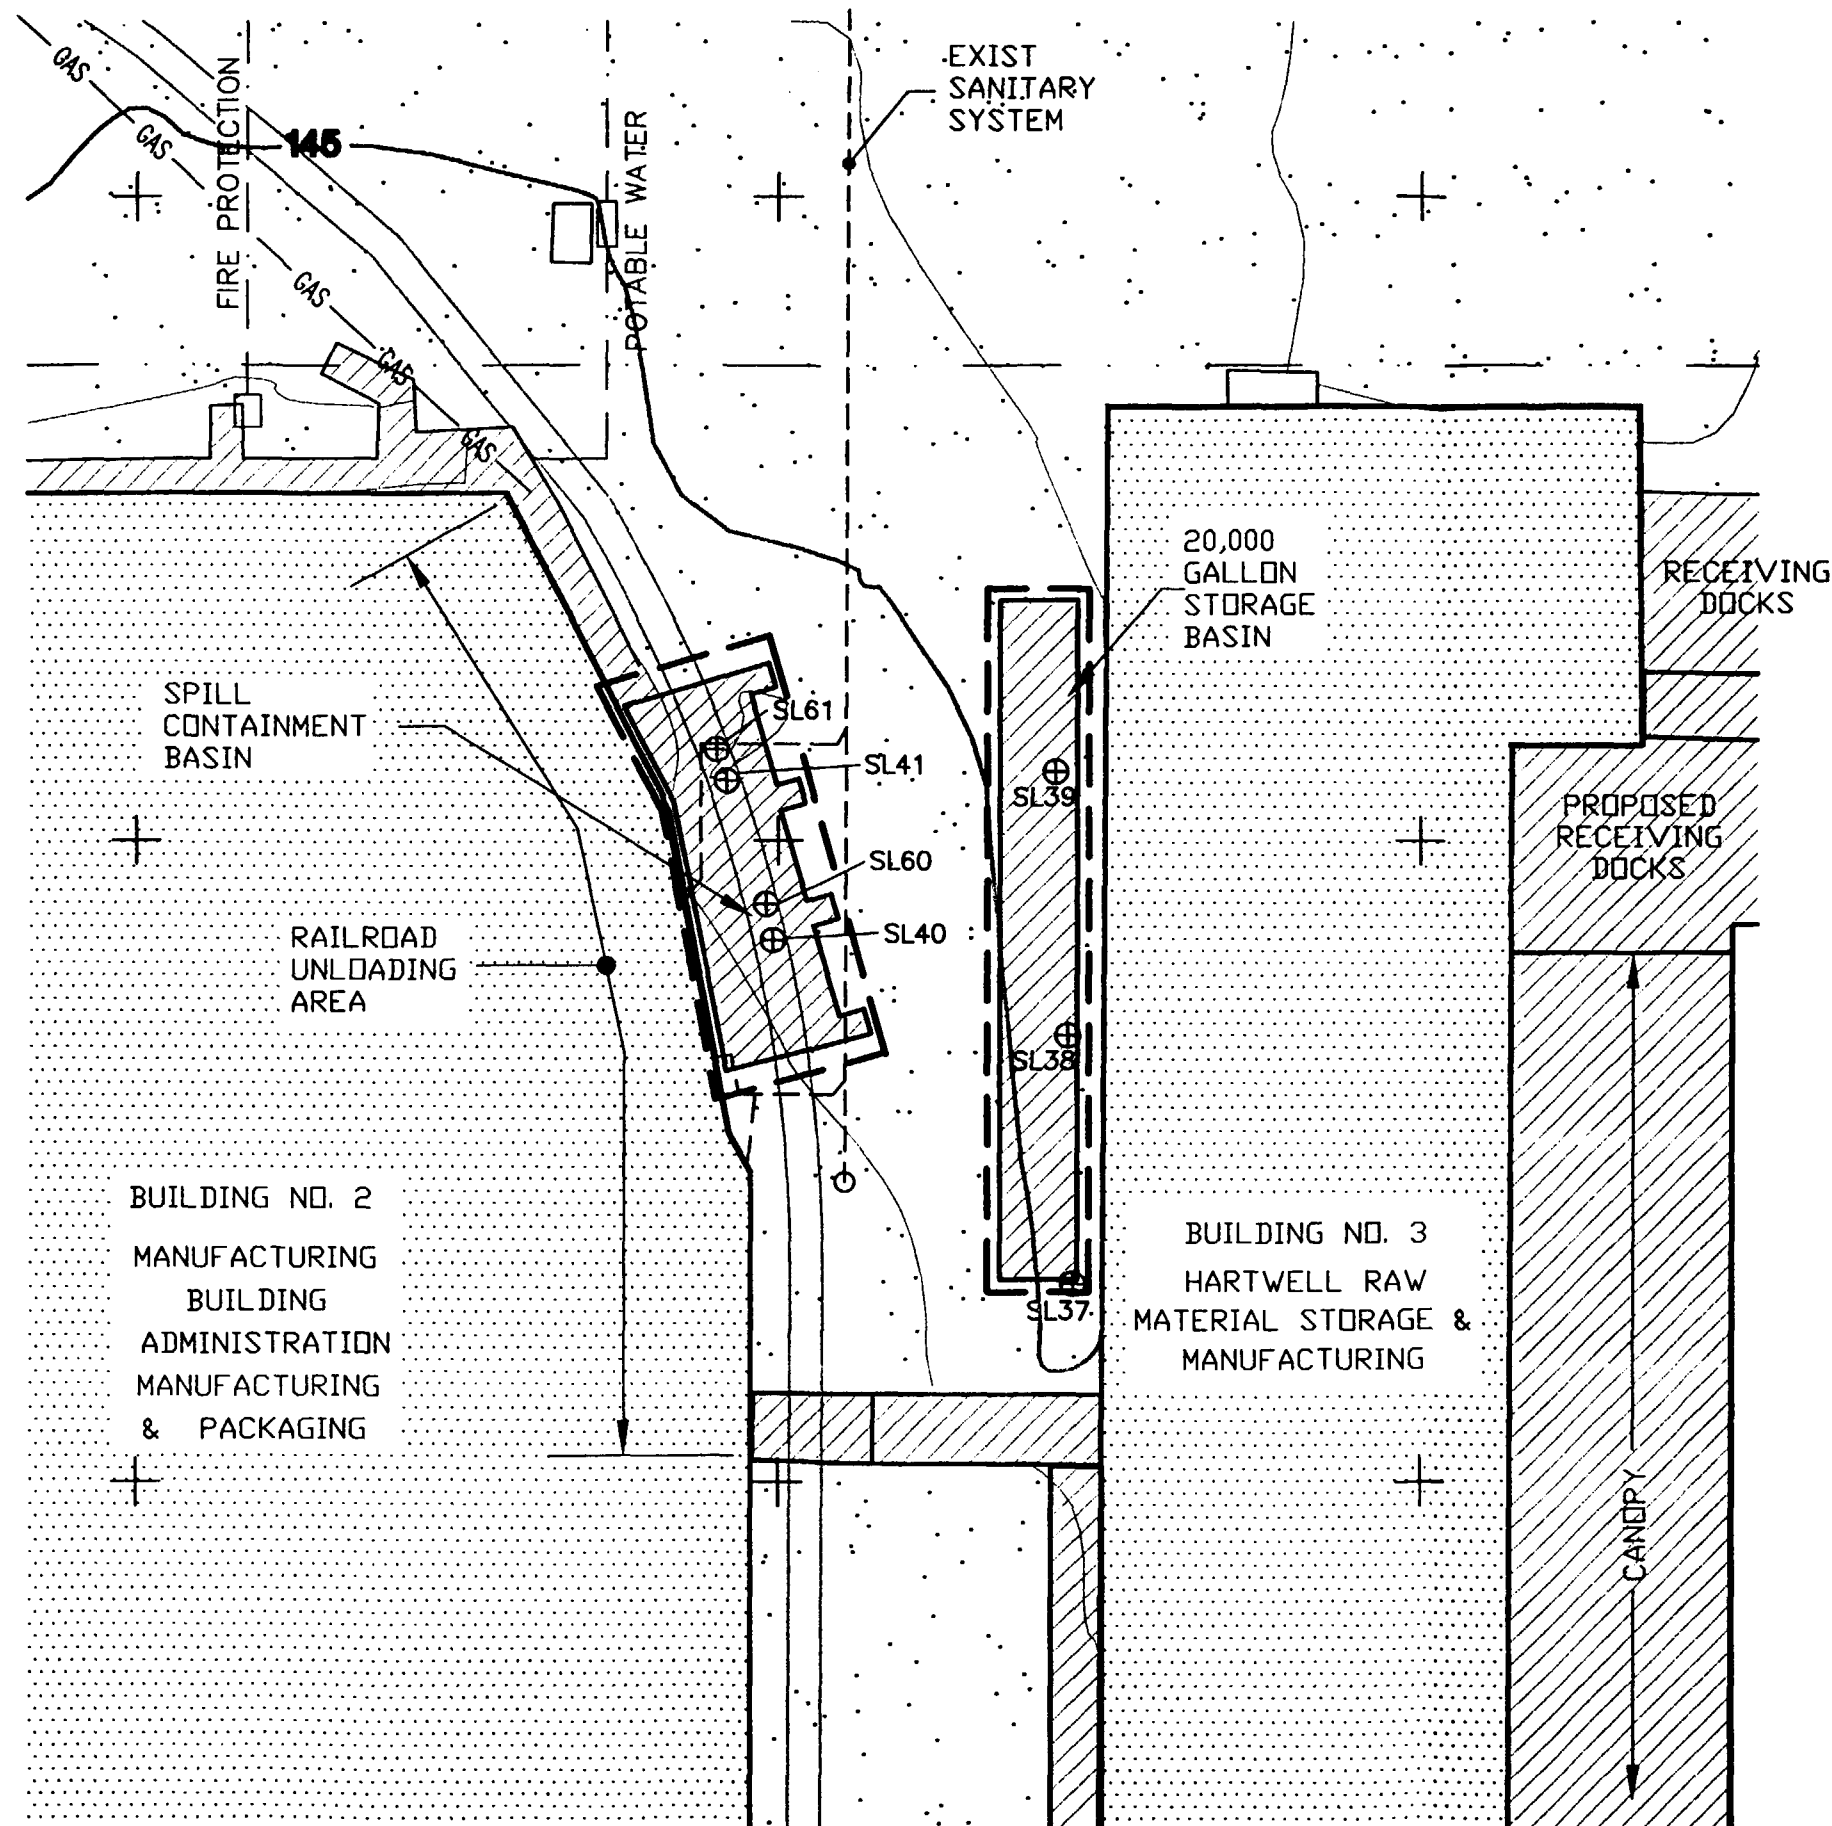 EXIST
SANITARY
SYSTEM
GAS
FIRE PROTECTION
145
GAS
POTABLE WATER
GAS
GAS
GAS
20,000
GALLON
STORAGE
BASIN
RECEIVING
DOCKS
SPILL
CONTAINMENT
BASIN
SL61
SL41
SL39
PROPOSED
RECEIVING
DOCKS
SL60
SL40
RAILROAD
UNLOADING
AREA
SL38
BUILDING NO. 2
MANUFACTURING
BUILDING
ADMINISTRATION
MANUFACTURING
& PACKAGING
SL37
BUILDING NO. 3
HARTWELL RAW
MATERIAL STORAGE &
MANUFACTURING
CANOPY